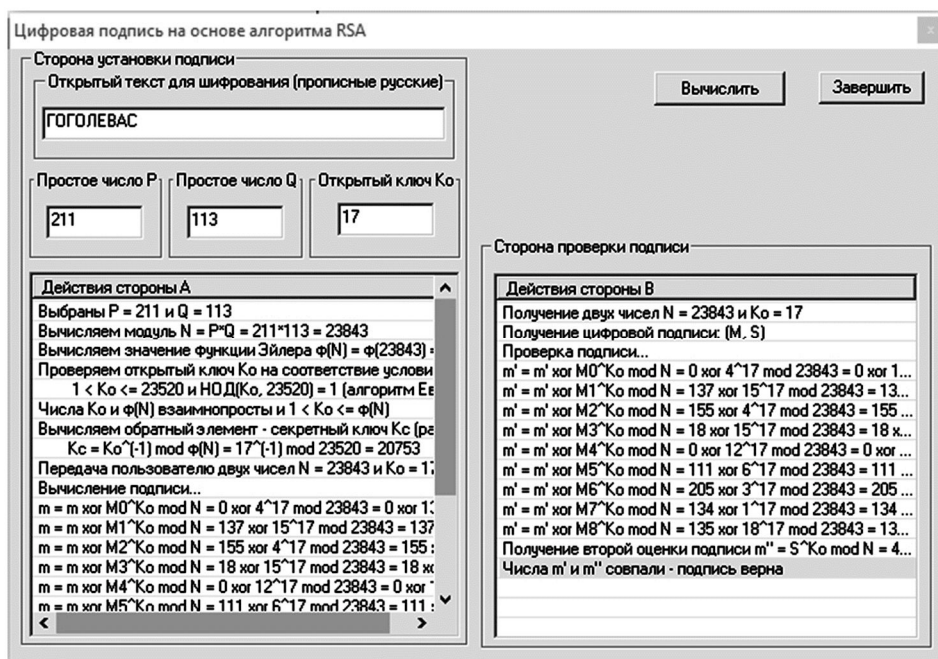 Цифровая подпись на основе алгоритма RSA
x
Сторона установки подписи
Открытый текст для шифрования (прописные русские)
ГОГОЛЕВАС
Вычислить
Завершить
Простое число P
Простое число Q
Открытый ключ Ko
211
113
17
Действия стороны А
Выбраны P = 211 и Q = 113
Вычисляем модуль N = P*Q = 211*113 = 23843
Вычисляем значение функции Эйлера φ(N) = φ(23843) =
Проверяем открытый ключ Ko на соответствие услови
1 < Ko <= 23520 и НОД(Ko, 23520) = 1 (алгоритм Ев
Числа Ko и φ(N) взаимнопросты и 1 < Ko <= φ(N)
Вычисляем обратный элемент - секретный ключ Kc (ра
Kc = Ko^(-1) mod φ(N) = 17^(-1) mod 23520 = 20753
Передача пользователю двух чисел N = 23843 и Ko = 17
Вычисление подписи...
m = m xor M0^Ko mod N = 0 xor 4^17 mod 23843 = 0 xor 13
m = m xor M1^Ko mod N = 137 xor 15^17 mod 23843 = 137
m = m xor M2^Ko mod N = 155 xor 4^17 mod 23843 = 155
m = m xor M3^Ko mod N = 18 xor 15^17 mod 23843 = 18 xo
m = m xor M4^Ko mod N = 0 xor 12^17 mod 23843 = 0 xor
m = m xor M5^Ko mod N = 111 xor 6^17 mod 23843 = 111
Сторона проверки подписи
Действия стороны В
Получение двух чисел N = 23843 и Ko = 17
Получение цифровой подписи: (M, S)
Проверка подписи...
m' = m' xor M0^Ko mod N = 0 xor 4^17 mod 23843 = 0 xor 1...
m' = m' xor M1^Ko mod N = 137 xor 15^17 mod 23843 = 13...
m' = m' xor M2^Ko mod N = 155 xor 4^17 mod 23843 = 155 ...
m' = m' xor M3^Ko mod N = 18 xor 15^17 mod 23843 = 18 x...
m' = m' xor M4^Ko mod N = 0 xor 12^17 mod 23843 = 0 xor ...
m' = m' xor M5^Ko mod N = 111 xor 6^17 mod 23843 = 111 ...
m' = m' xor M6^Ko mod N = 205 xor 3^17 mod 23843 = 205 ...
m' = m' xor M7^Ko mod N = 134 xor 1^17 mod 23843 = 134 ...
m' = m' xor M8^Ko mod N = 135 xor 18^17 mod 23843 = 13...
Получение второй оценки подписи m'' = S^Ko mod N = 4...
Числа m' и m'' совпали - подпись верна